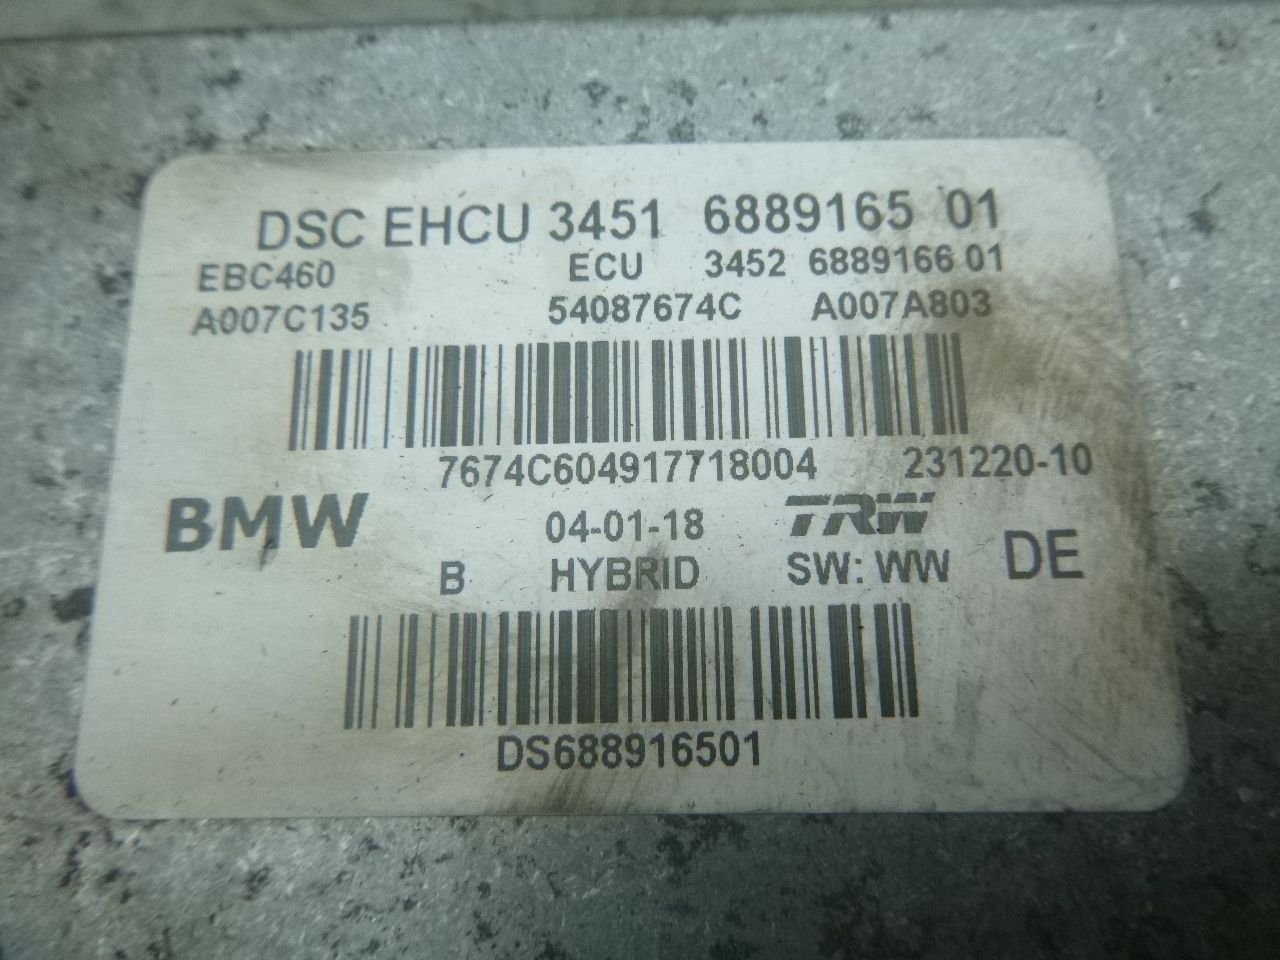 DSC EHCU 3451 6889165 01
EBC460 ECU 3452 6889166 01
A007C135 54087674C A007A803
7674C604917718004 231220-10
BMW 04-01-18 TRW
B HYBRID SW: WW DE
DS688916501